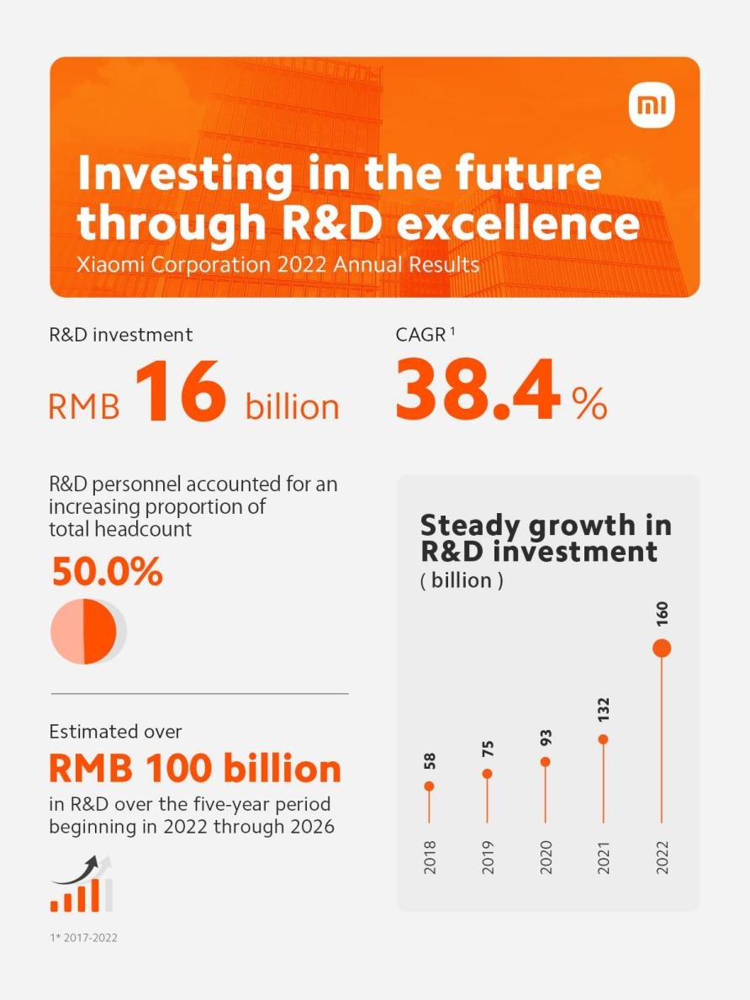 mi
Investing in the future
through R&D excellence
Xiaomi Corporation 2022 Annual Results
R&D investment
RMB 16 billion
CAGR 1
38.4 %
R&D personnel accounted for an
increasing proportion of
total headcount
50.0%
Estimated over
RMB 100 billion
in R&D over the five-year period
beginning in 2022 through 2026
Steady growth in
R&D investment
( billion )
58
75
93
132
160
2018
2019
2020
2021
2022
1* 2017-2022